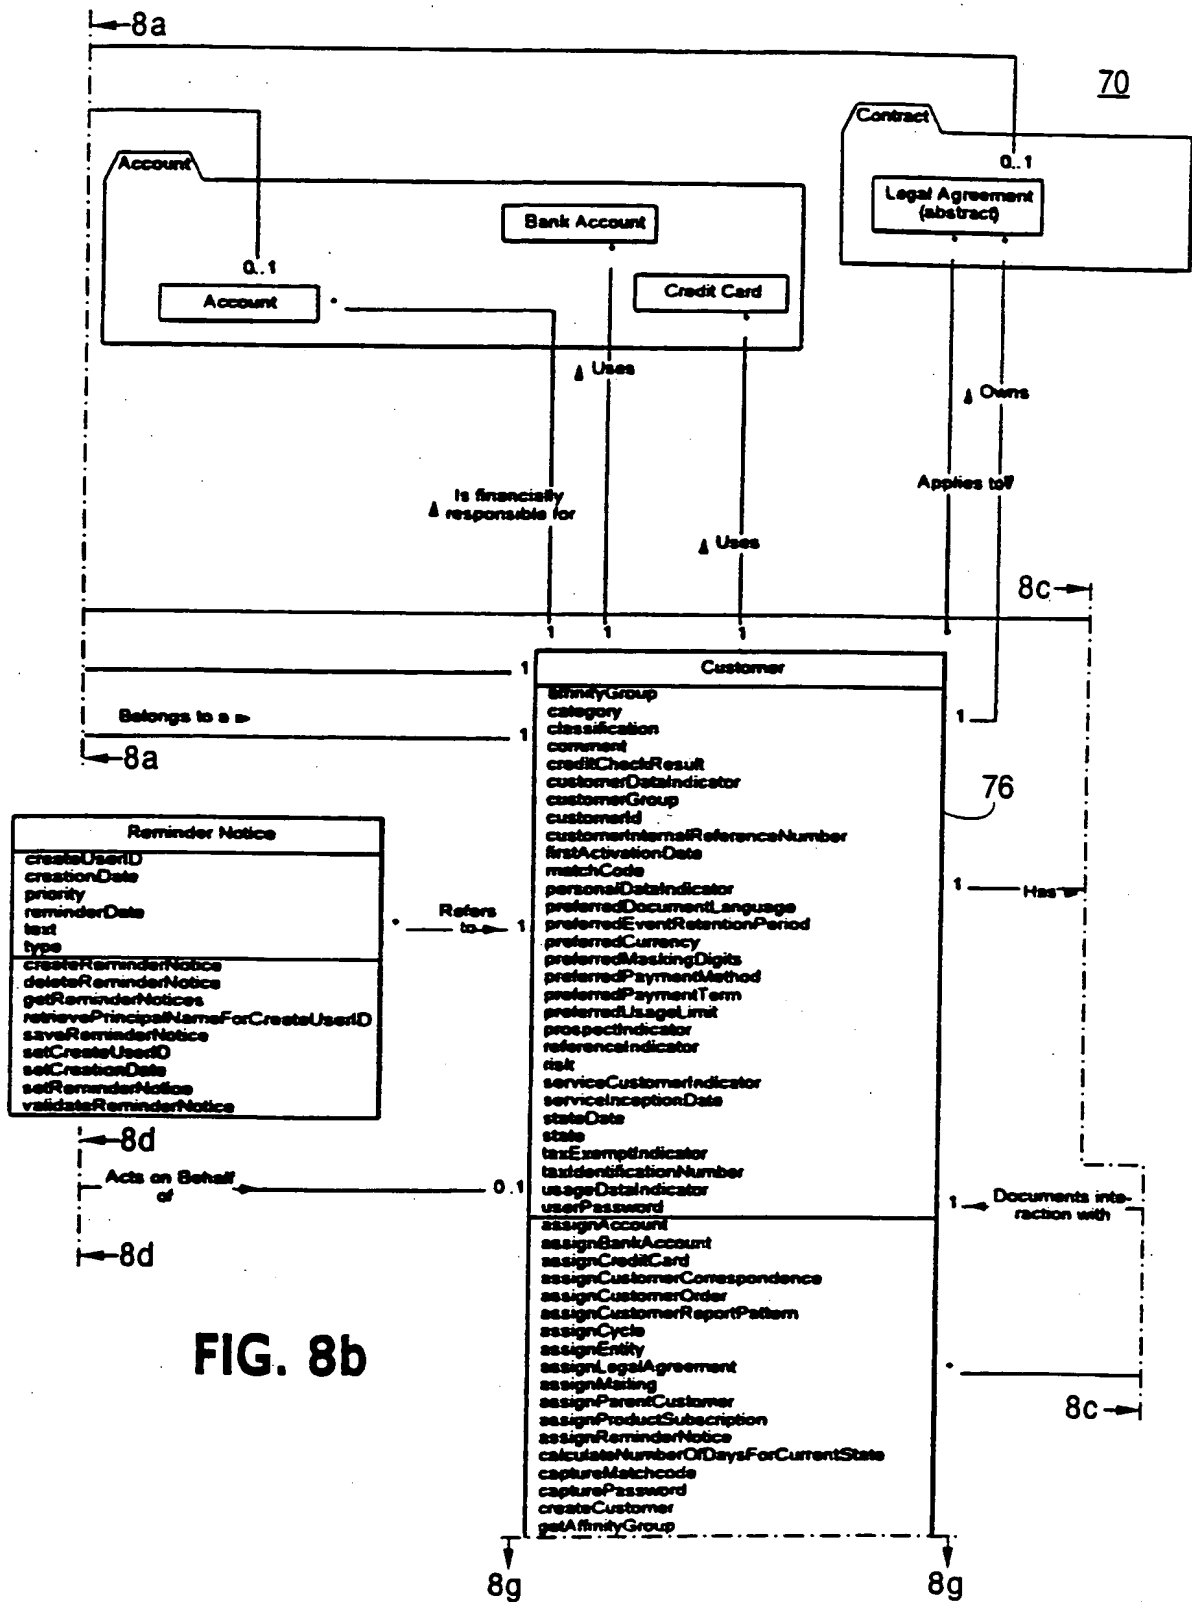 8a
70
Contract
0..1
Account
Legal Agreement
(abstract)
*
*
Bank Account
*
0..1
Account
*
Credit Card
*
Uses
Owns
Applies to
Is financially
responsible for
Uses
8c
1
1
1
*
1
Customer
affinityGroup
category
classification
comment
creditCheckResult
customerDataIndicator
customerGroup
customerId
customerInternalReferenceNumber
firstActivationDate
matchCode
personalDataIndicator
preferredDocumentLanguage
preferredEventRetentionPeriod
preferredCurrency
preferredMaskingDigits
preferredPaymentMethod
preferredPaymentTerm
preferredUsageLimit
prospectIndicator
referenceIndicator
risk
serviceCustomerIndicator
serviceInceptionDate
stateDate
state
taxExemptIndicator
taxIdentificationNumber
usageDataIndicator
userPassword
assignAccount
assignBankAccount
assignCreditCard
assignCustomerCorrespondence
assignCustomerOrder
assignCustomerReportPattern
assignCycle
assignEntity
assignLegalAgreement
assignMailing
assignParentCustomer
assignProductSubscription
assignReminderNotice
calculateNumberOfDaysForCurrentState
captureMatchcode
capturePassword
createCustomer
getAffinityGroup
Belongs to a
1
1
8a
76
Reminder Notice
createUserID
creationDate
priority
reminderDate
text
type
createReminderNotice
deleteReminderNotice
getReminderNotices
retrievePrincipalNameForCreateUserID
saveReminderNotice
setCreateUserID
setCreationDate
setReminderNotice
validateReminderNotice
*
Refers
to
1
1
Has
8d
Acts on Behalf
of
0..1
8d
1
Documents inte-
raction with
*
8c
FIG. 8b
8g
8g